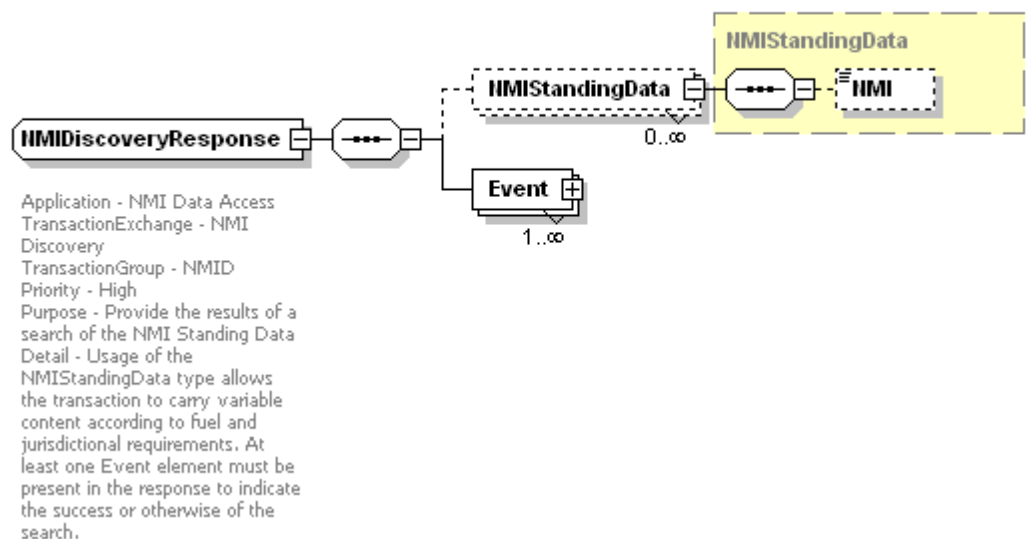 NMIStandingData
NMIStandingData
NMI
0..∞
NMIDiscoveryResponse
Event
1..∞
Application - NMI Data Access
TransactionExchange - NMI
Discovery
TransactionGroup - NMID
Priority - High
Purpose - Provide the results of a
search of the NMI Standing Data
Detail - Usage of the
NMIStandingData type allows
the transaction to carry variable
content according to fuel and
jurisdictional requirements. At
least one Event element must be
present in the response to indicate
the success or otherwise of the
search.